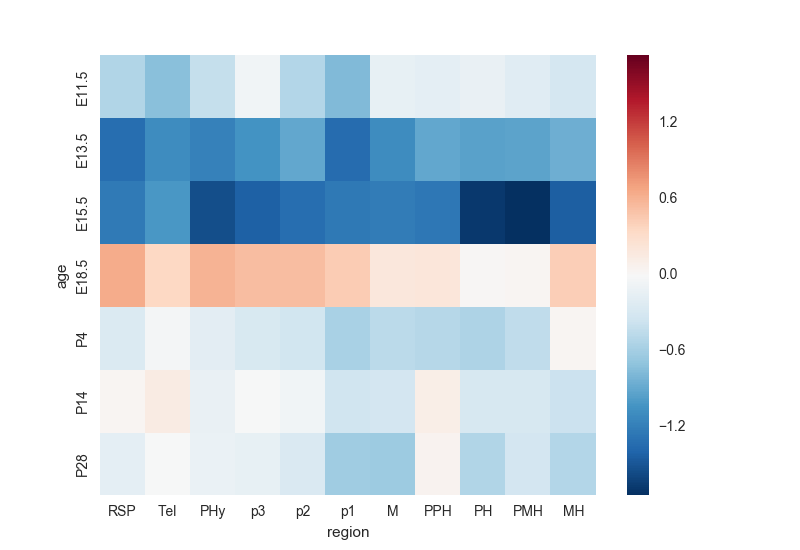 E11.5
E13.5
E15.5
E18.5
P4
P14
P28
age
RSP Tel PHy p3 p2 p1 M PPH PH PMH MH
region
1.2
0.6
0.0
−0.6
−1.2